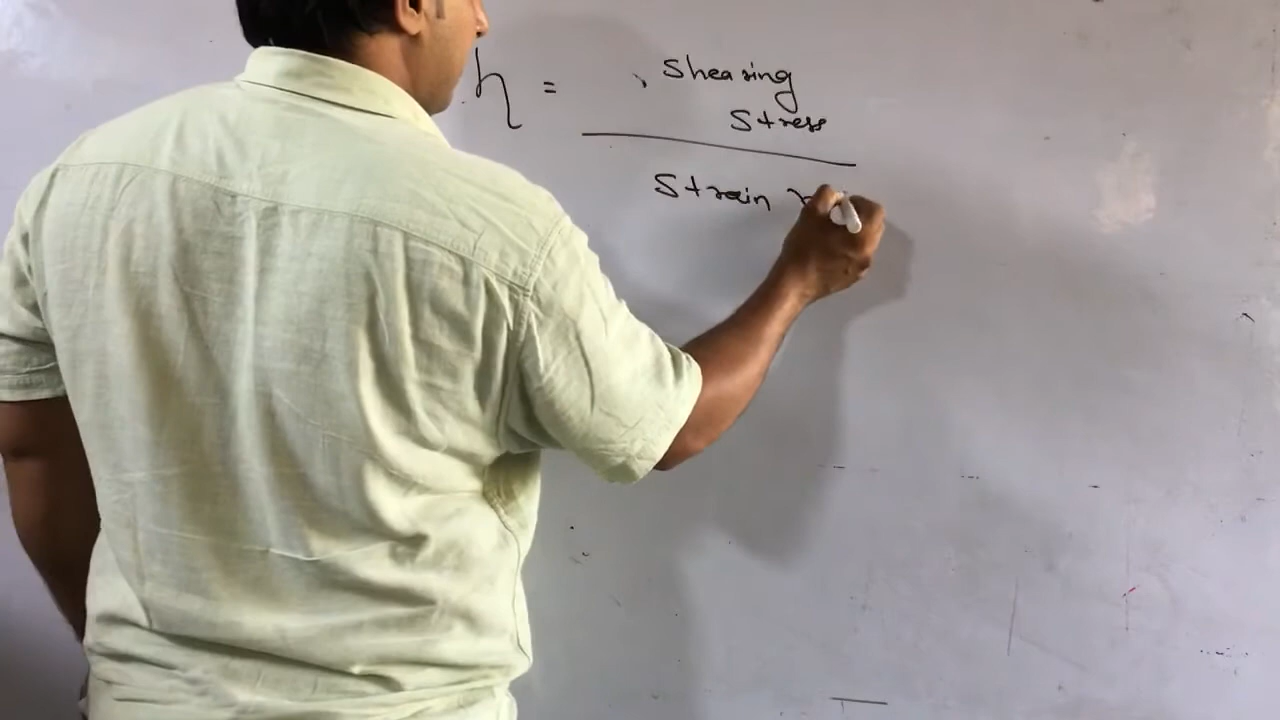 η = Shearing
Stress
Strain r